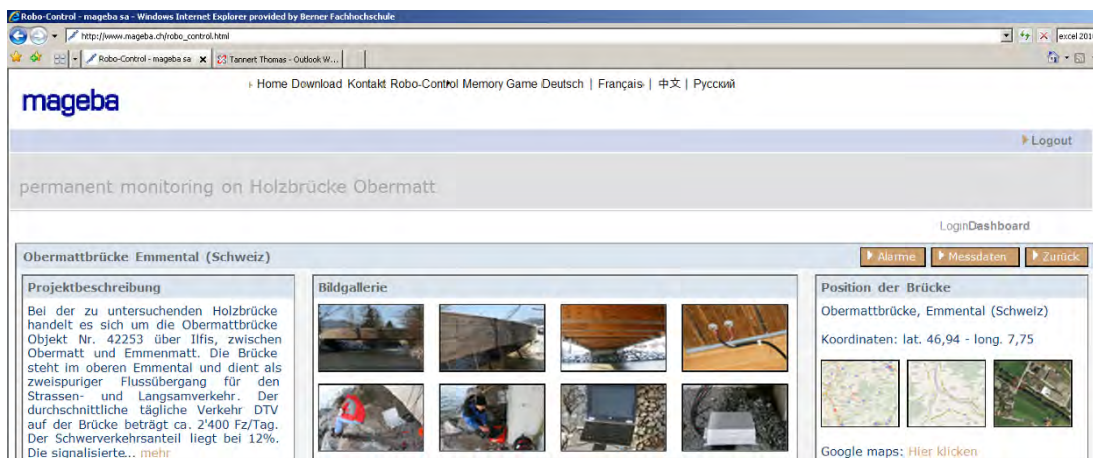 Robo-Control - mageba sa - Windows Internet Explorer provided by Berner Fachhochschule
http://www.mageba.ch/robo_control.html
excel 201
Robo-Control - mageba sa
Tannert Thomas - Outlook W...
mageba
Home Download Kontakt Robo-Control Memory Game Deutsch | Français | 中文 | Русский
Logout
permanent monitoring on Holzbrücke Obermatt
LoginDashboard
Obermattbrücke Emmental (Schweiz)
Alarme
Messdaten
Zurück
Projektbeschreibung
Bei der zu untersuchenden Holzbrücke
handelt es sich um die Obermattbrücke
Objekt Nr. 42253 über Ilfis, zwischen
Obermatt und Emmenmatt. Die Brücke
steht im oberen Emmental und dient als
zweispuriger Flussübergang für den
Strassen- und Langsamverkehr. Der
durchschnittliche tägliche Verkehr DTV
auf der Brücke beträgt ca. 2'400 Fz/Tag.
Der Schwerverkehrsanteil liegt bei 12%.
Die signalisierte... mehr
Bildgallerie
Position der Brücke
Obermattbrücke, Emmental (Schweiz)
Koordinaten: lat. 46,94 - long. 7,75
Google maps: Hier klicken